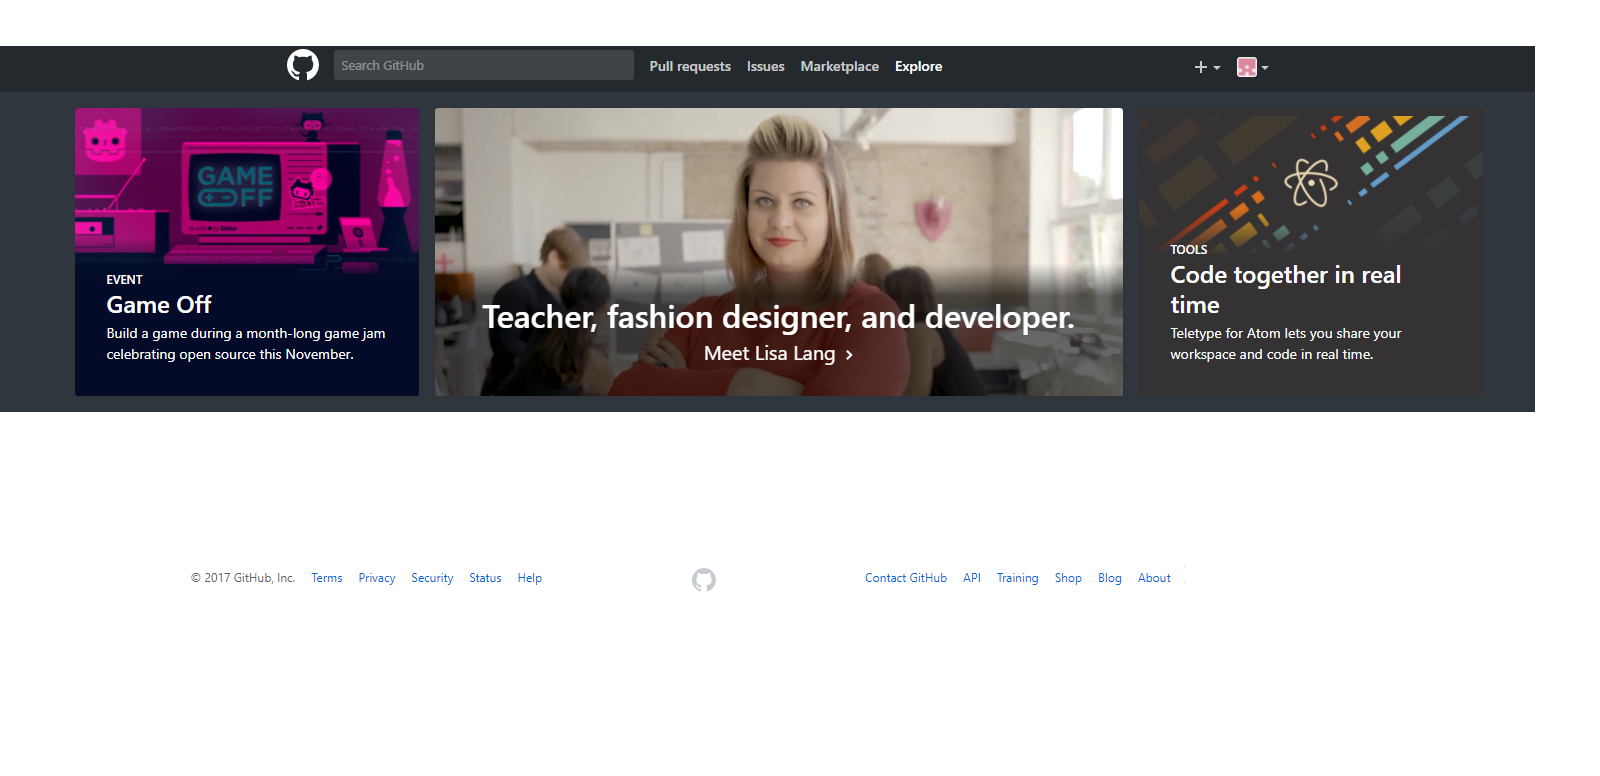 Search GitHub
Pull requests
Issues
Marketplace
Explore
GAME
OFF
EVENT
Game Off
Build a game during a month-long game jam
celebrating open source this November.
Teacher, fashion designer, and developer.
Meet Lisa Lang
TOOLS
Code together in real
time
Teletype for Atom lets you share your
workspace and code in real time.
© 2017 GitHub, Inc.
Terms
Privacy
Security
Status
Help
Contact GitHub
API
Training
Shop
Blog
About